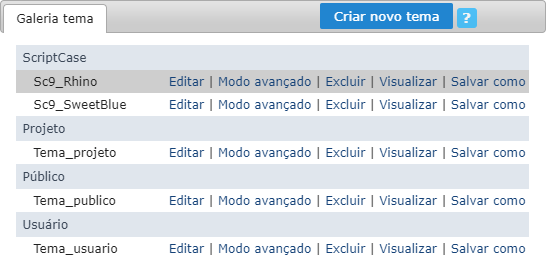 Galeria tema
Criar novo tema
?
ScriptCase
Sc9_Rhino Editar | Modo avançado | Excluir | Visualizar | Salvar como
Sc9_SweetBlue Editar | Modo avançado | Excluir | Visualizar | Salvar como
Projeto
Tema_projeto Editar | Modo avançado | Excluir | Visualizar | Salvar como
Público
Tema_publico Editar | Modo avançado | Excluir | Visualizar | Salvar como
Usuário
Tema_usuario Editar | Modo avançado | Excluir | Visualizar | Salvar como